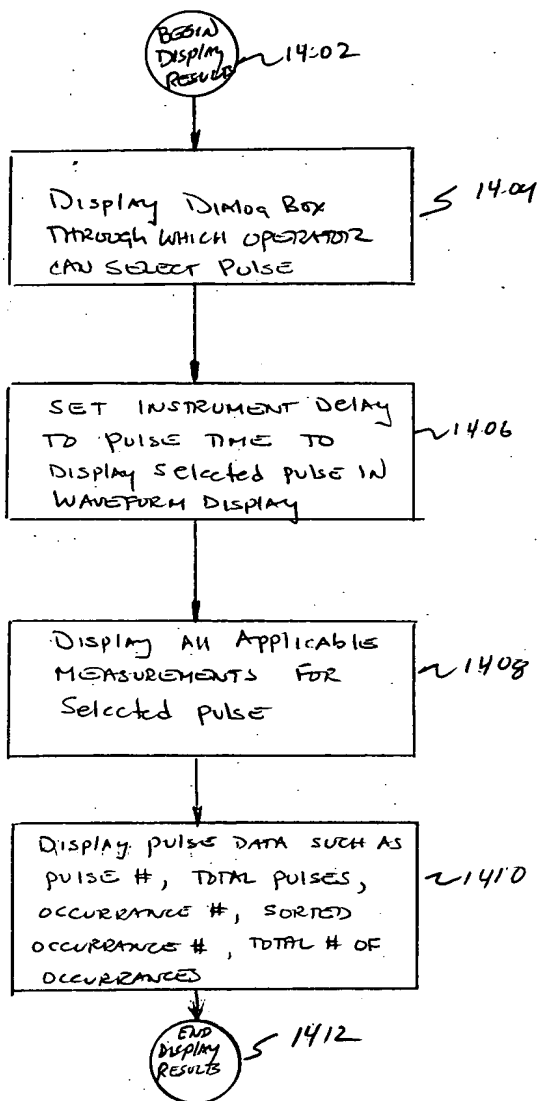 BEGIN
Display
RESULTS
1402
Display Dialog Box
THROUGH WHICH OPERATOR
CAN SELECT Pulse
1404
SET INSTRUMENT Delay
TO PULSE TIME TO
Display Selected pulse IN
WAVEFORM Display
1406
Display All Applicable
MEASUREMENTS FOR
Selected pulse
1408
Display pulse DATA SUCH AS
pulse #, TOTAL PULSES,
OCCURRANCE #, SORTED
OCCURRANCE #, TOTAL # OF
OCCURRANCES
1410
END
Display
RESULTS
1412